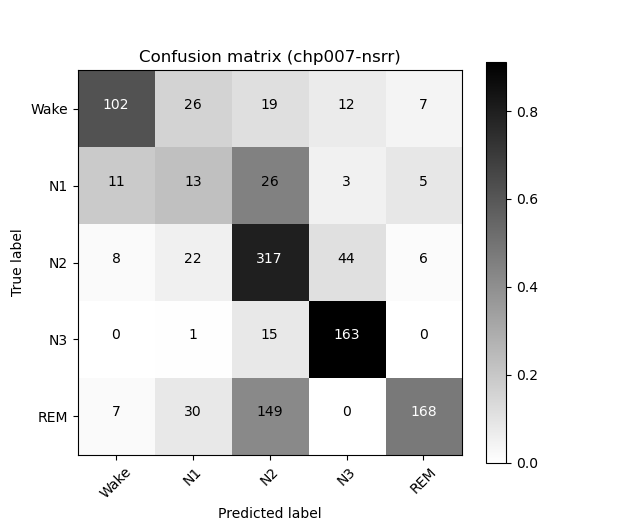 Confusion matrix (chp007-nsrr)
Wake 102 26 19 12 7
N1 11 13 26 3 5
N2 8 22 317 44 6
N3 0 1 15 163 0
REM 7 30 149 0 168
Wake N1 N2 N3 REM
True label
Predicted label
0.8
0.6
0.4
0.2
0.0